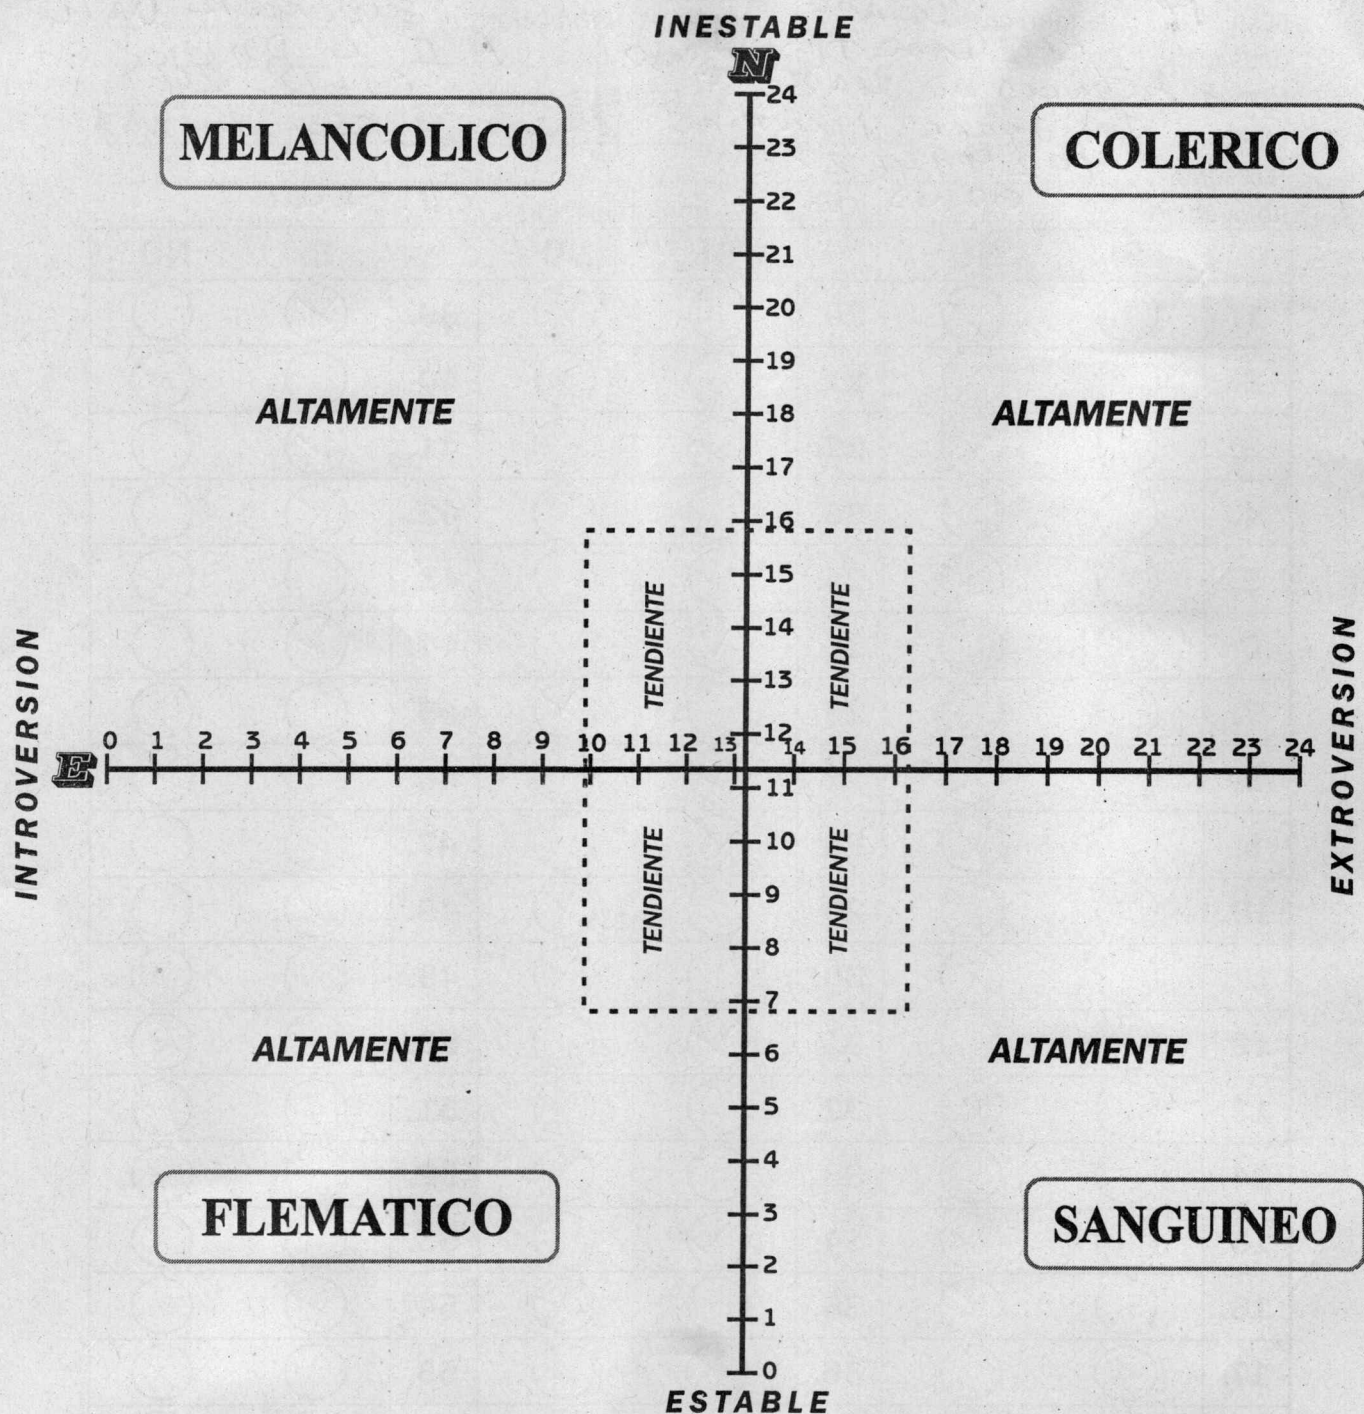 INESTABLE
N
MELANCOLICO
COLERICO
24
23
22
21
20
19
18
17
16
15
14
13
12
ALTAMENTE
ALTAMENTE
TENDIENTE
TENDIENTE
INTROVERSION
E
0 1 2 3 4 5 6 7 8 9 10 11 12 13 14 15 16 17 18 19 20 21 22 23 24
EXTROVERSION
11
10
9
8
7
6
5
4
3
2
1
0
TENDIENTE
TENDIENTE
ALTAMENTE
ALTAMENTE
FLEMATICO
SANGUINEO
ESTABLE